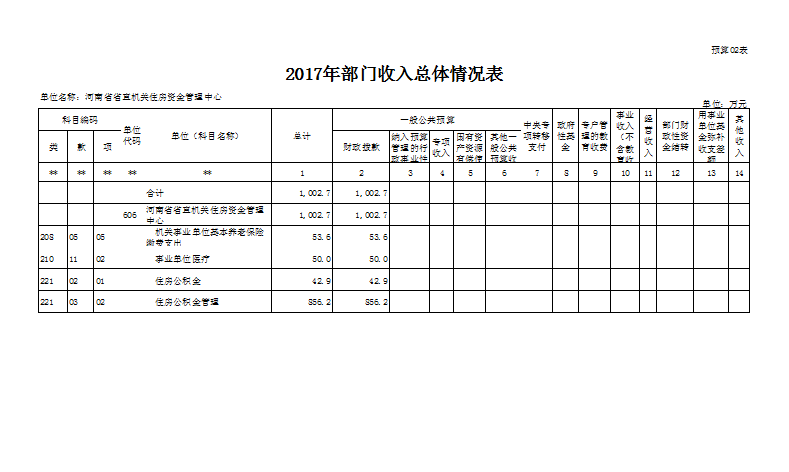 预算02表
2017年部门收入总体情况表
单位名称：河南省省直机关住房资金管理中心 单位：万元
科目编码 单位代码 单位（科目名称） 总计 一般公共预算 中央专项转移支付 政府性基金 专户管理的教育收费 事业收入（不含教育收 经营收入 部门财政性资金结转 用事业单位基金弥补收支差额 其他收入
类 款 项 财政拨款 纳入预算管理的行政事业性 专项收入 国有资产资源有偿使 其他一般公共预算收
** ** ** ** ** 1 2 3 4 5 6 7 8 9 10 11 12 13 14
合计 1,002.7 1,002.7
606 河南省省直机关住房资金管理中心 1,002.7 1,002.7
208 05 05 机关事业单位基本养老保险缴费支出 53.6 53.6
210 11 02 事业单位医疗 50.0 50.0
221 02 01 住房公积金 42.9 42.9
221 03 02 住房公积金管理 856.2 856.2